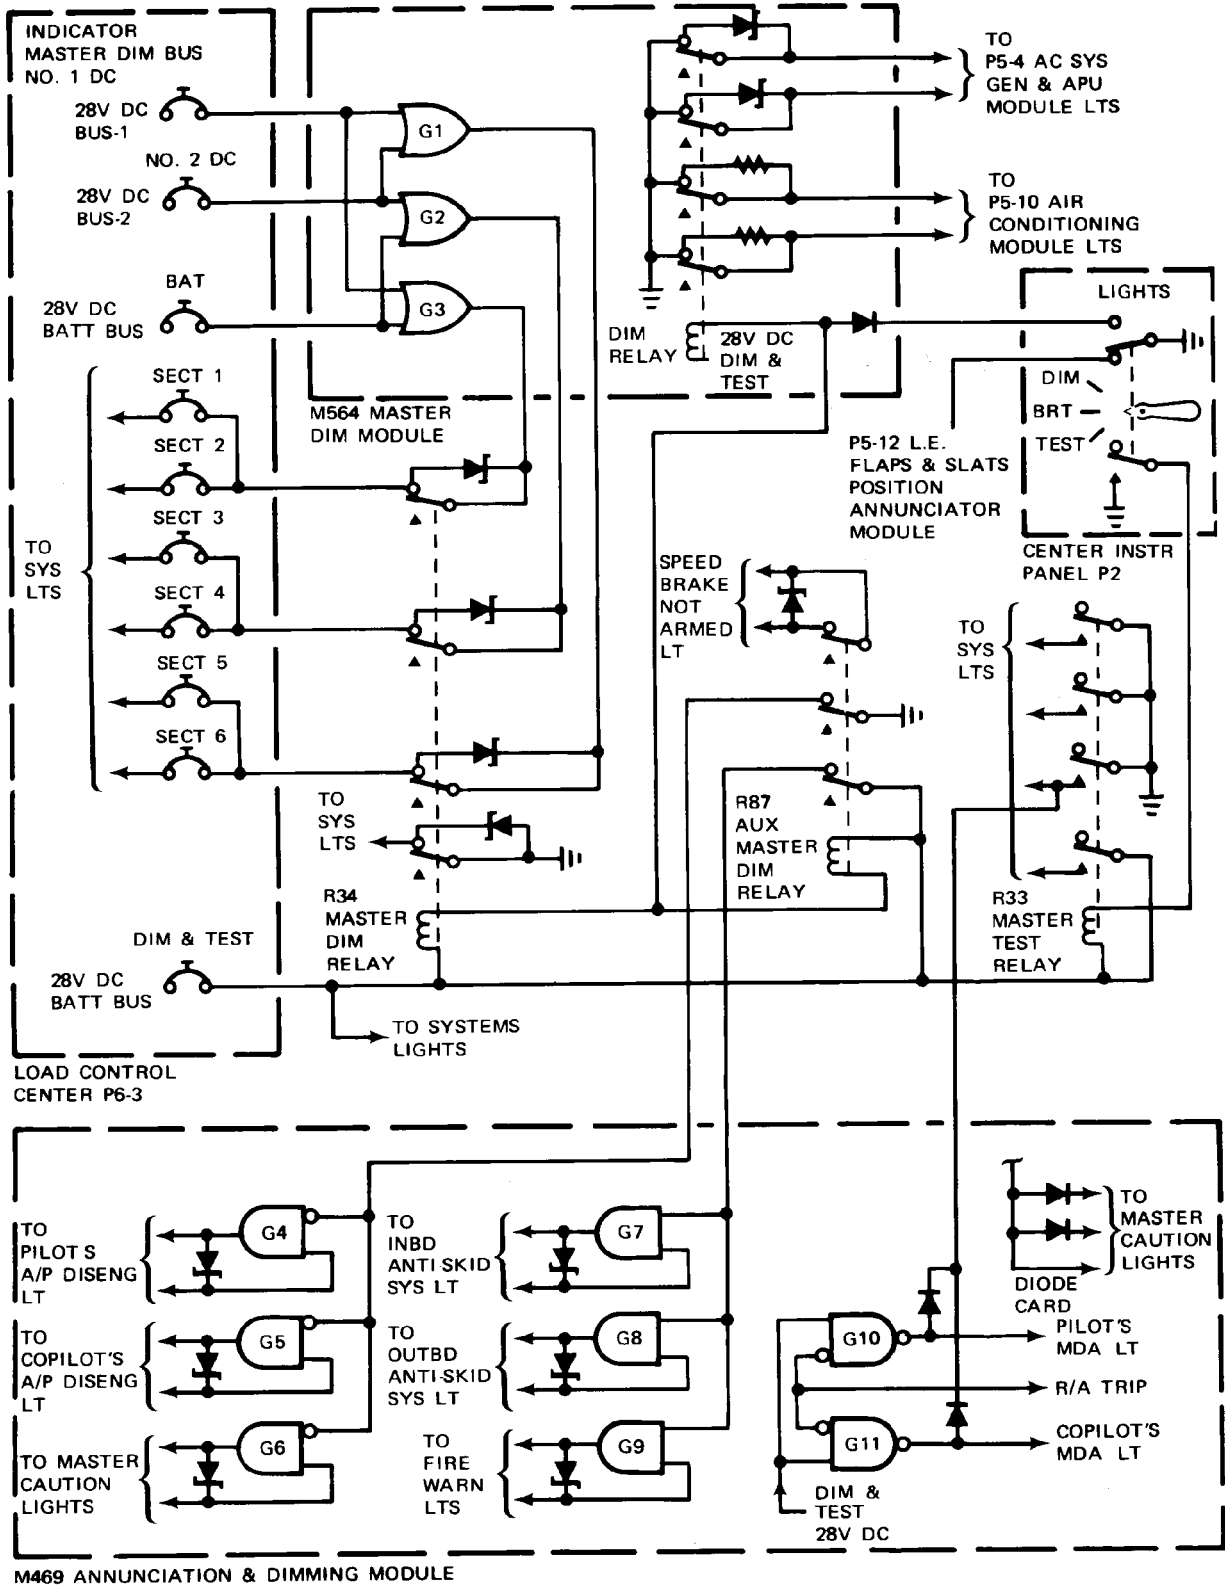 INDICATOR
MASTER DIM BUS
NO. 1 DC
28V DC
BUS-1
NO. 2 DC
28V DC
BUS-2
BAT
28V DC
BATT BUS
SECT 1
SECT 2
SECT 3
SECT 4
SECT 5
SECT 6
TO
SYS
LTS
DIM & TEST
28V DC
BATT BUS
TO SYSTEMS
LIGHTS
LOAD CONTROL
CENTER P6-3
G1
G2
G3
M564 MASTER
DIM MODULE
DIM
RELAY
28V DC
DIM &
TEST
TO
P5-4 AC SYS
GEN & APU
MODULE LTS
TO
P5-10 AIR
CONDITIONING
MODULE LTS
LIGHTS
DIM
BRT
TEST
CENTER INSTR
PANEL P2
P5-12 L.E.
FLAPS & SLATS
POSITION
ANNUNCIATOR
MODULE
SPEED
BRAKE
NOT
ARMED
LT
TO
SYS
LTS
TO
SYS
LTS
R34
MASTER
DIM
RELAY
R87
AUX
MASTER
DIM
RELAY
R33
MASTER
TEST
RELAY
TO
PILOT S
A/P DISENG
LT
G4
TO
COPILOT'S
A/P DISENG
LT
G5
TO MASTER
CAUTION
LIGHTS
G6
TO
INBD
ANTI SKID
SYS LT
G7
TO
OUTBD
ANTI-SKID
SYS LT
G8
TO
FIRE
WARN
LTS
G9
TO
MASTER
CAUTION
LIGHTS
DIODE
CARD
G10
PILOT'S
MDA LT
R/A TRIP
G11
COPILOT'S
MDA LT
DIM &
TEST
28V DC
M469 ANNUNCIATION & DIMMING MODULE